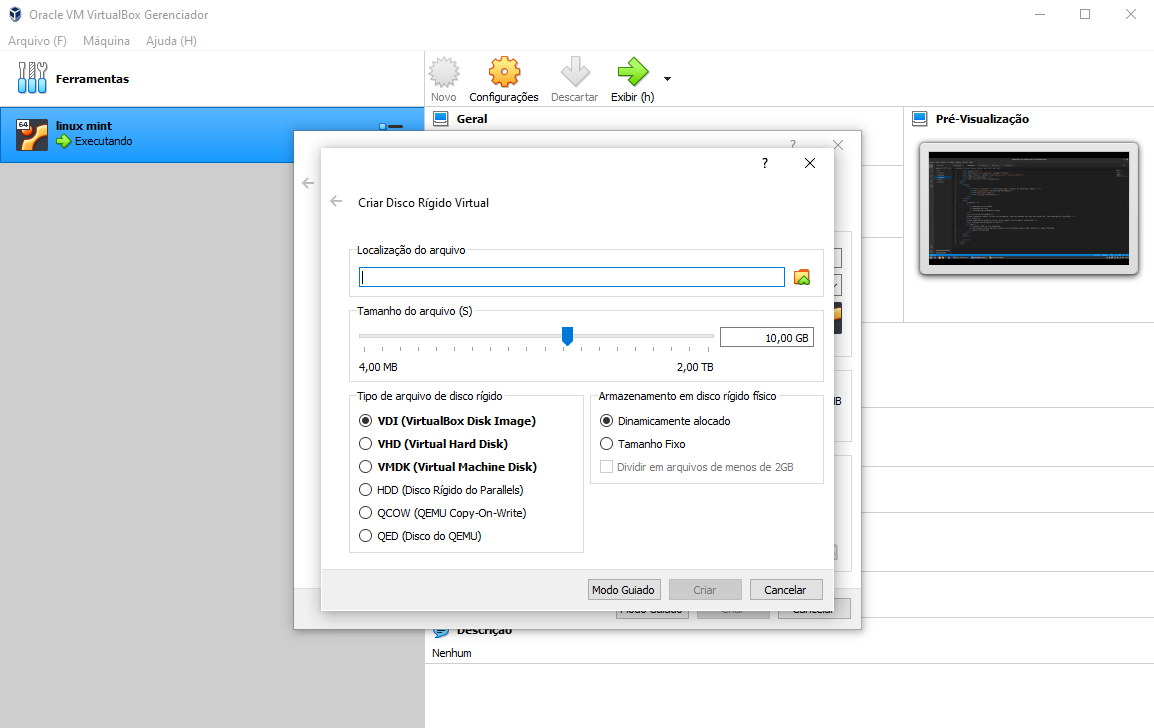 Oracle VM VirtualBox Gerenciador
Arquivo (F) Máquina Ajuda (H)
Ferramentas
Novo Configurações Descartar Exibir (h)
64
linux mint
Executando
Geral
Pré-Visualização
?
?
Criar Disco Rígido Virtual
Localização do arquivo
Tamanho do arquivo (S)
10,00 GB
4,00 MB 2,00 TB
Tipo de arquivo de disco rígido
VDI (VirtualBox Disk Image)
VHD (Virtual Hard Disk)
VMDK (Virtual Machine Disk)
HDD (Disco Rígido do Parallels)
QCOW (QEMU Copy-On-Write)
QED (Disco do QEMU)
Armazenamento em disco rígido físico
Dinamicamente alocado
Tamanho Fixo
Dividir em arquivos de menos de 2GB
Modo Guiado Criar Cancelar
Modo Guiado Criar Cancelar
Descrição
Nenhum